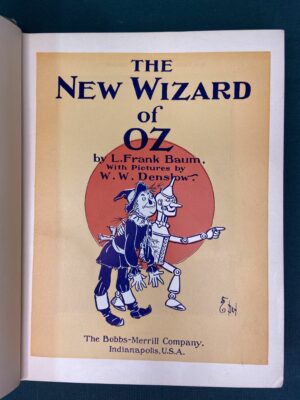 THE
NEW WIZARD
of
OZ
by L. Frank Baum.
With Pictures by
W. W. Denslow.
The Bobbs-Merrill Company.
Indianapolis, U.S.A.